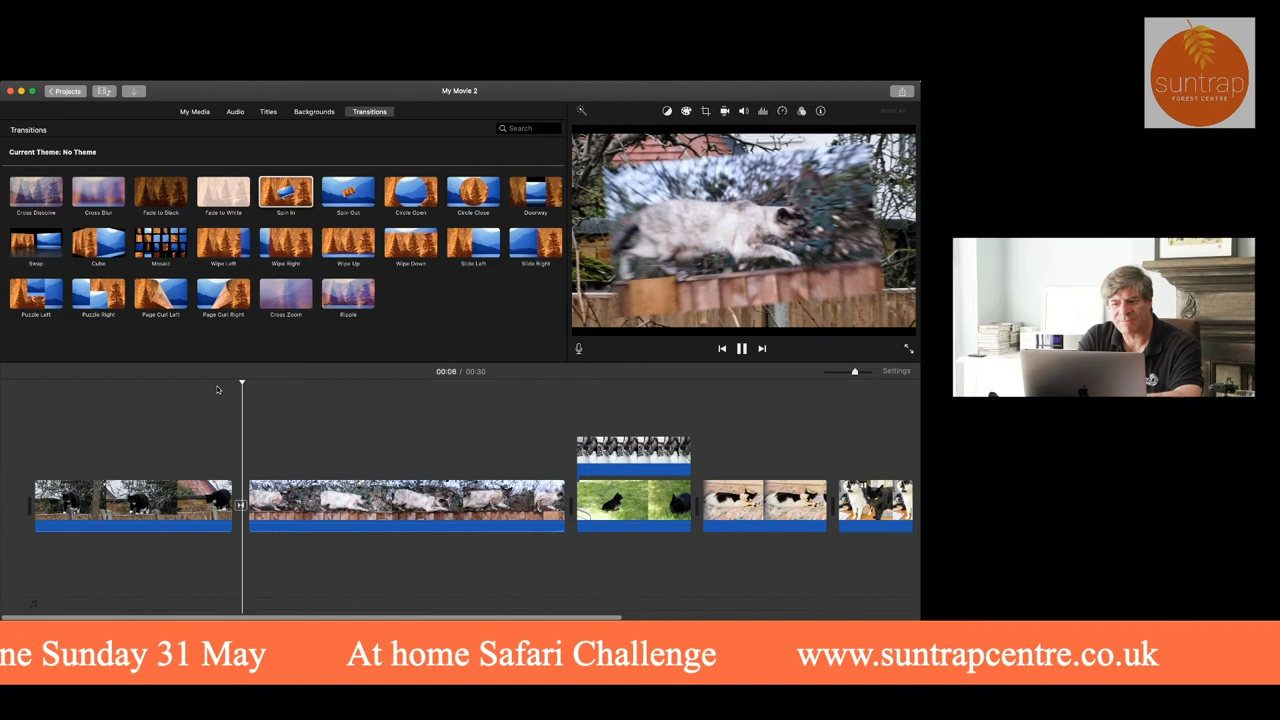 suntrap
FOREST CENTRE
Projects
My Movie 2
My Media Audio Titles Backgrounds Transitions
Reset All
Transitions
Search
Current Theme: No Theme
Cross Dissolve Cross Blur Fade to Black Fade to White Spin In Spin Out Circle Open Circle Close Doorway
Swap Cube Mosaic Wipe Left Wipe Right Wipe Up Wipe Down Slide Left Slide Right
Puzzle Left Puzzle Right Page Curl Left Page Curl Right Cross Zoom Ripple
00:06 / 00:30
Settings
ne Sunday 31 May At home Safari Challenge www.suntrapcentre.co.uk